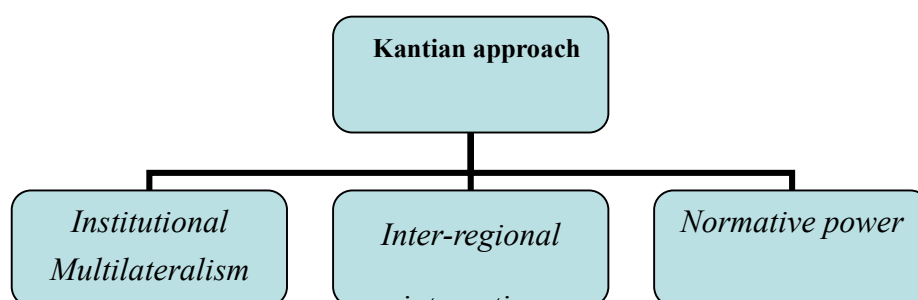 Kantian approach
Institutional
Multilateralism
Inter-regional
Normative power